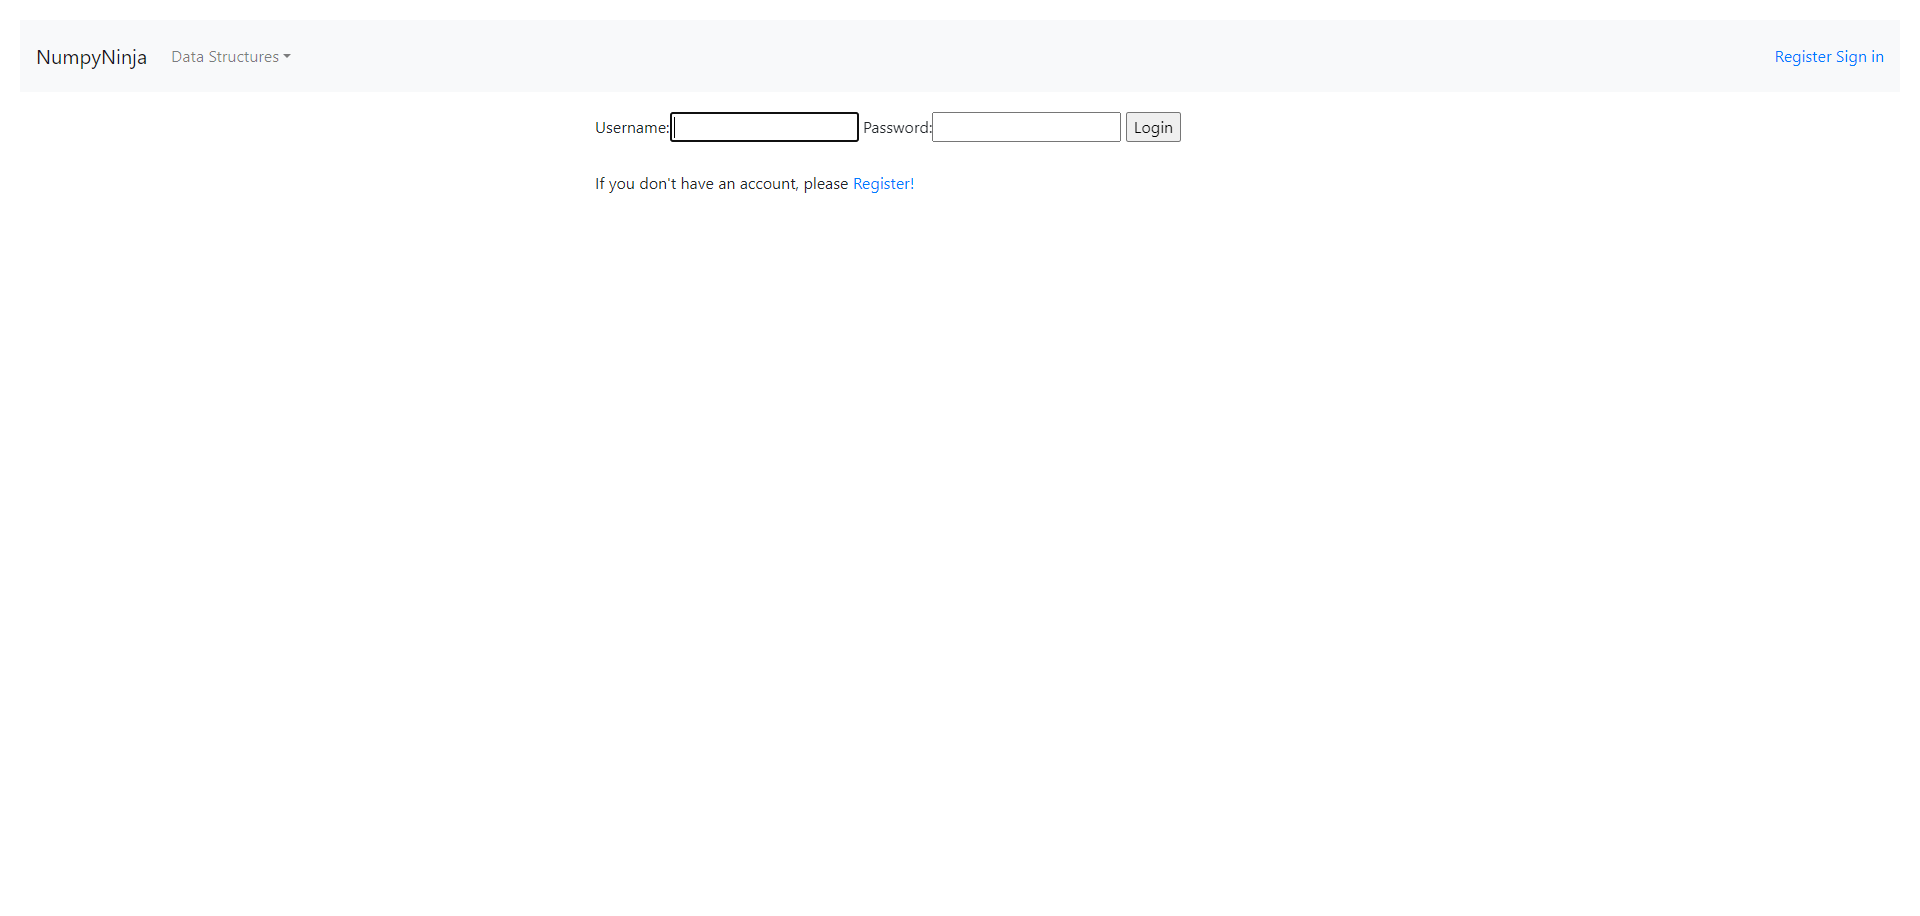 NumpyNinja Data Structures Register Sign in
Username: Password: Login
If you don't have an account, please Register!